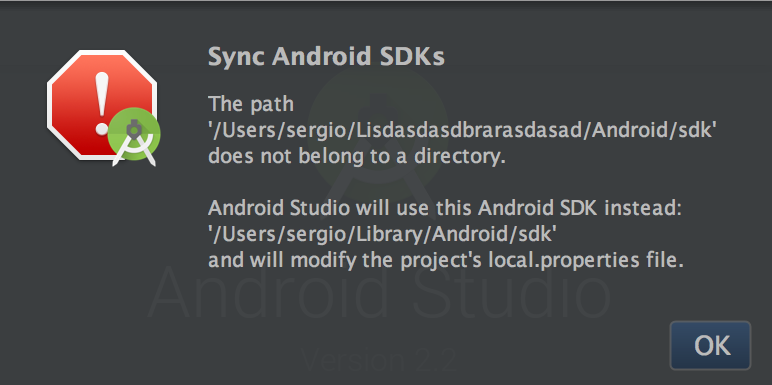 Sync Android SDKs
The path
'/Users/sergio/Lisdasdasdbrarasdasad/Android/sdk'
does not belong to a directory.
Android Studio will use this Android SDK instead:
'/Users/sergio/Library/Android/sdk'
and will modify the project's local.properties file.
Android Studio
OK
Version 2.2